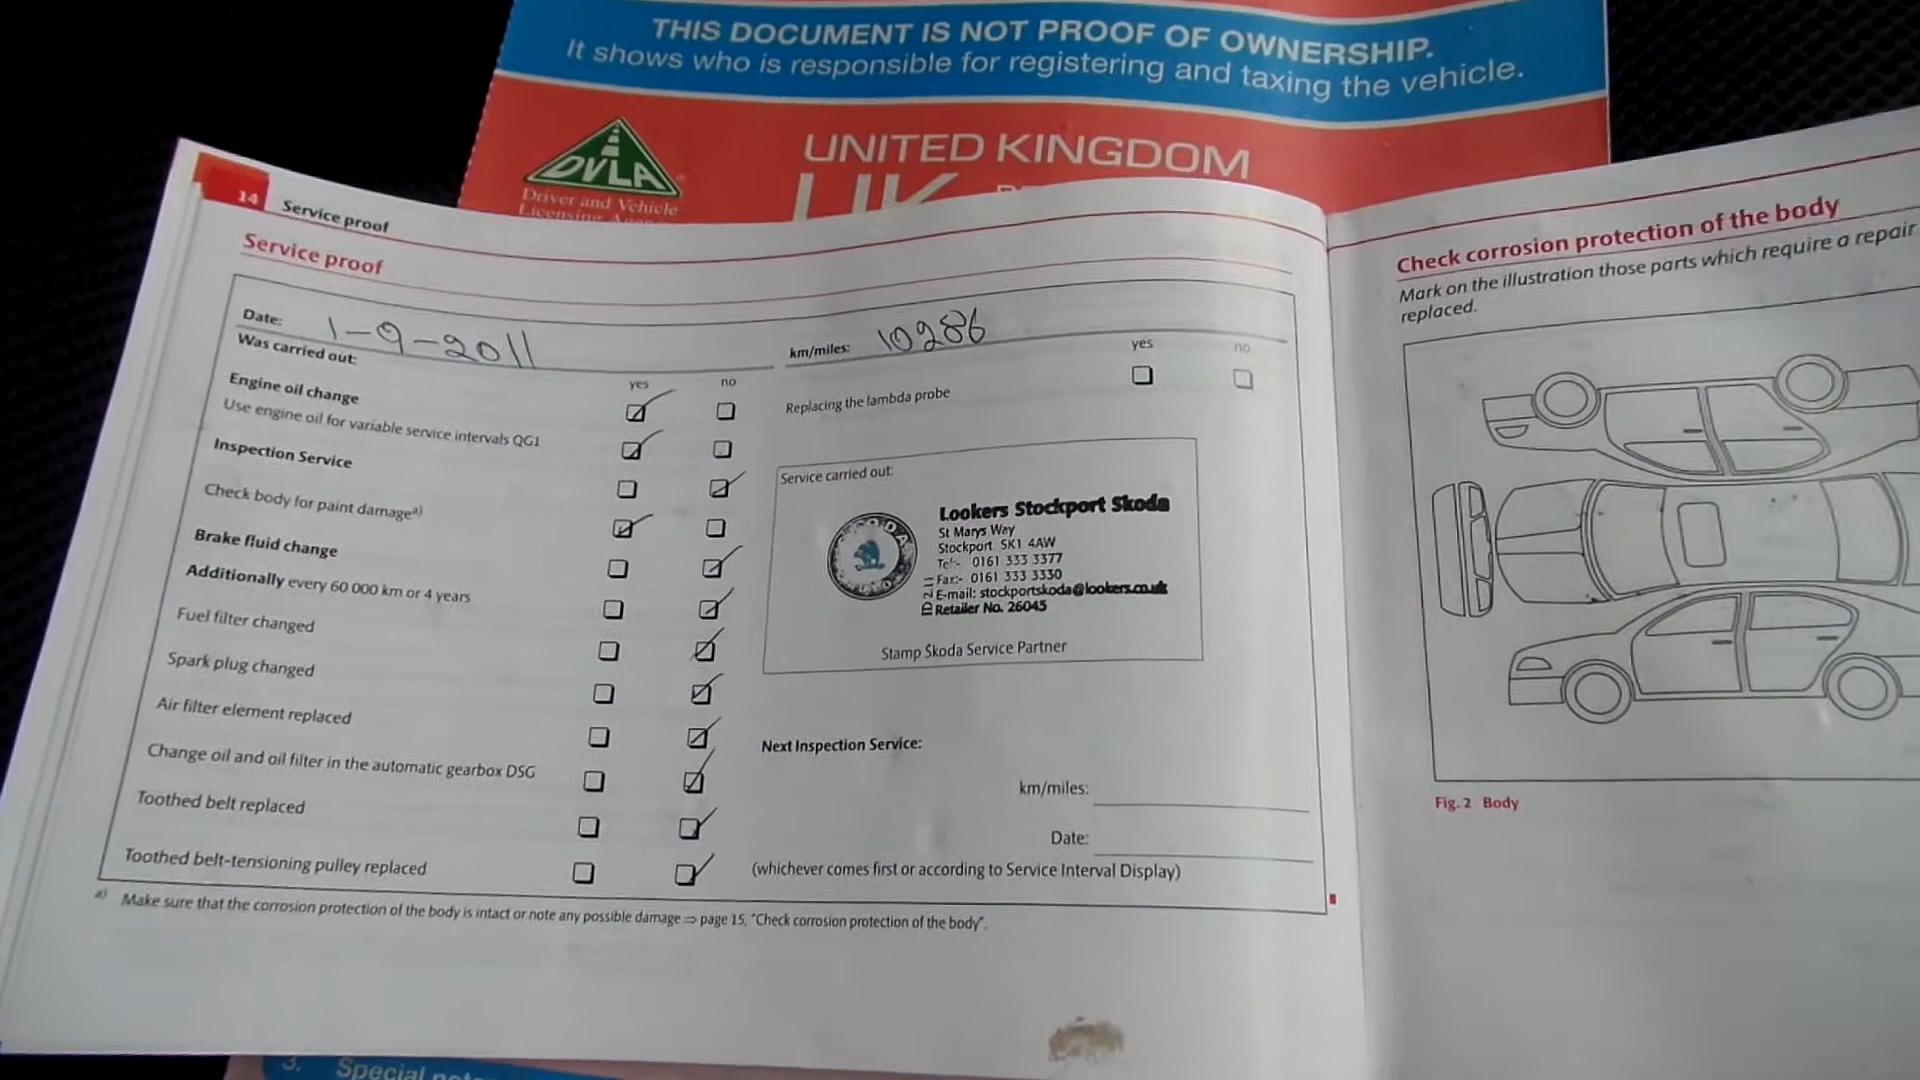 THIS DOCUMENT IS NOT PROOF OF OWNERSHIP.
It shows who is responsible for registering and taxing the vehicle.
DVLA
Driver and Vehicle
Licensing
UNITED KINGDOM
UK
14 Service proof
Service proof
Date: 1-9-2011
km/miles: 10286
Was carried out:
yes no
Engine oil change
Use engine oil for variable service intervals QG1
Inspection Service
Check body for paint damage a)
Brake fluid change
Additionally every 60 000 km or 4 years
Fuel filter changed
Spark plug changed
Air filter element replaced
Change oil and oil filter in the automatic gearbox DSG
Toothed belt replaced
Toothed belt-tensioning pulley replaced
yes no
Replacing the lambda probe
Service carried out:
Lookers Stockport Skoda
St Marys Way
Stockport SK1 4AW
Tel:- 0161 333 3377
Fax:- 0161 333 3330
E-mail: stockportskoda@lookers.co.uk
Retailer No. 26045
Stamp Škoda Service Partner
Next Inspection Service:
km/miles:
Date:
(whichever comes first or according to Service Interval Display)
a) Make sure that the corrosion protection of the body is intact or note any possible damage ⇒ page 15, "Check corrosion protection of the body".
Check corrosion protection of the body
Mark on the illustration those parts which require a repair
replaced.
Fig. 2 Body
3. Special